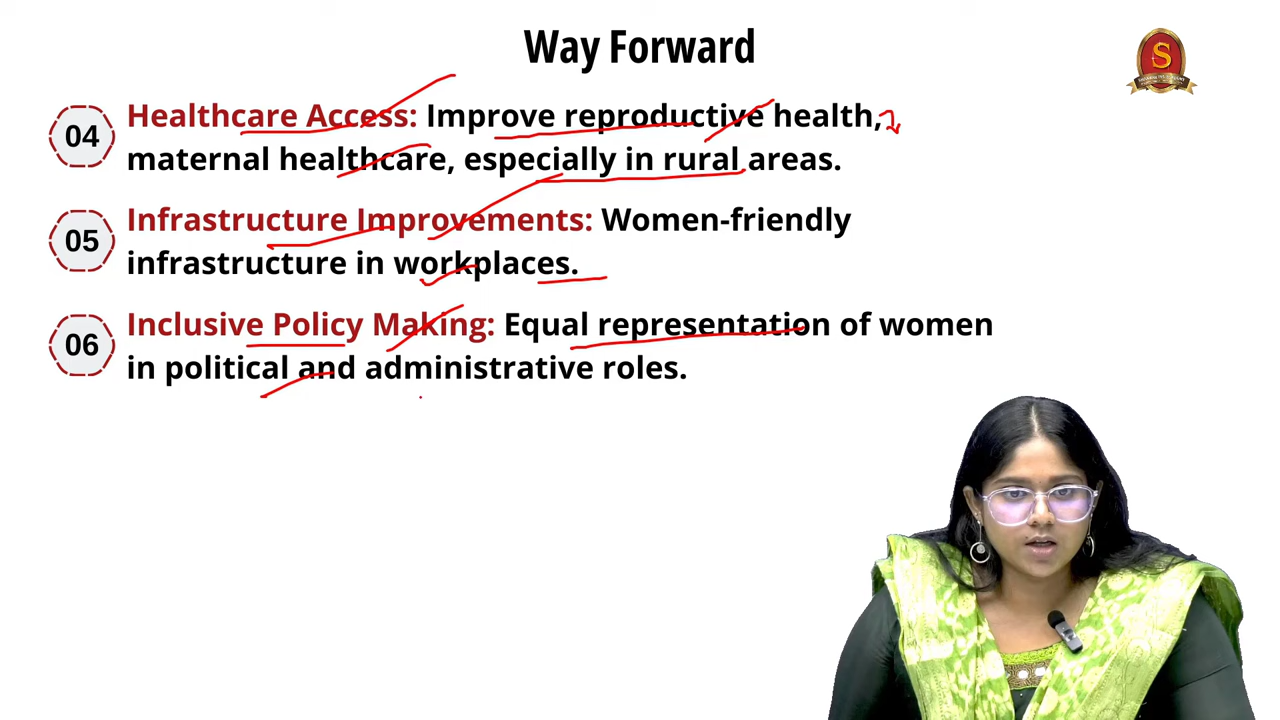 Way Forward
S
04
Healthcare Access: Improve reproductive health,
maternal healthcare, especially in rural areas.
05
Infrastructure Improvements: Women-friendly
infrastructure in workplaces.
06
Inclusive Policy Making: Equal representation of women
in political and administrative roles.